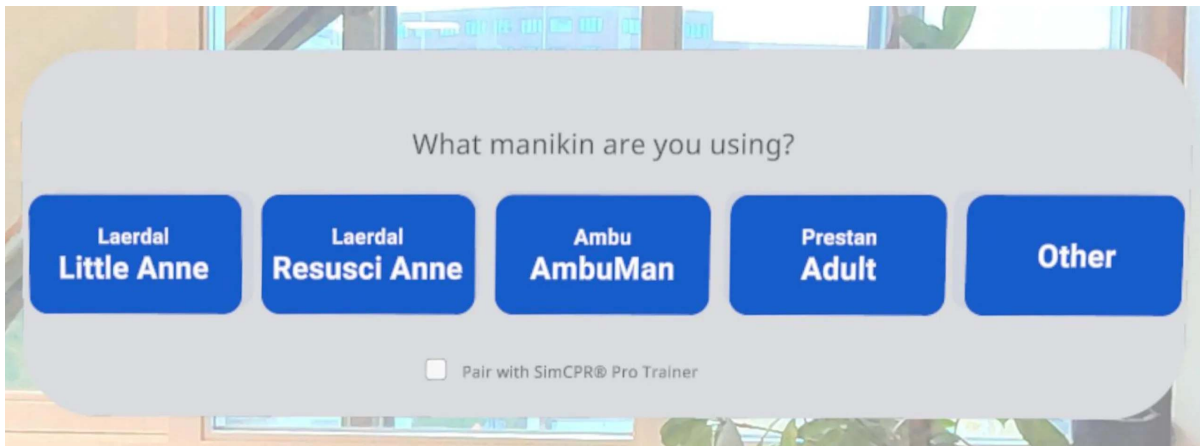 What manikin are you using?
Laerdal
Little Anne
Laerdal
Resusci Anne
Ambu
AmbuMan
Prestan
Adult
Other
Pair with SimCPR® Pro Trainer